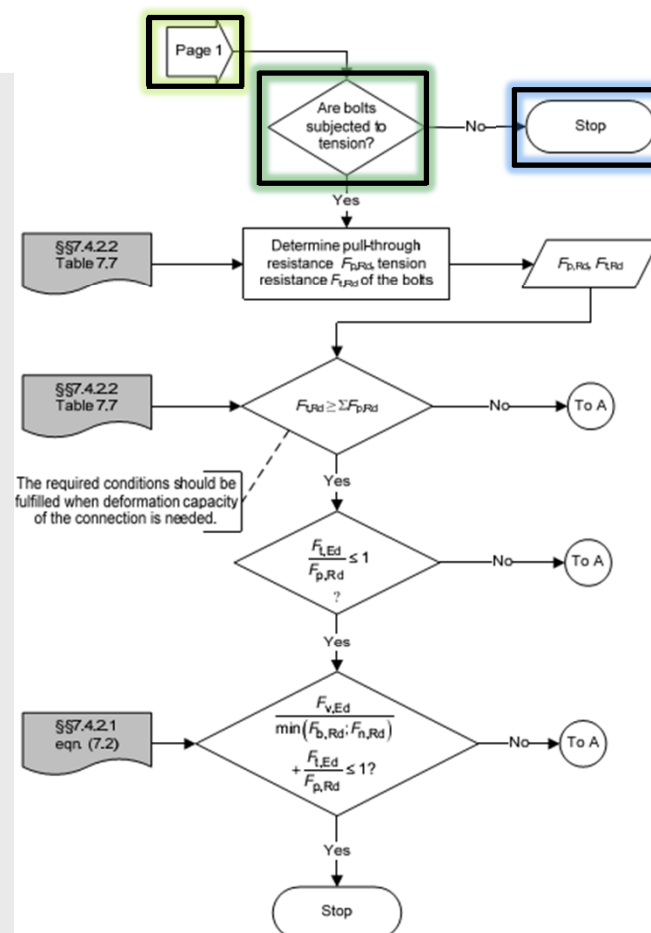 Page 1
Are bolts
subjected to
tension?
No
Stop
Yes
§§7.4.2.2
Table 7.7
Determine pull-through
resistance Fp,Rd, tension
resistance Ft,Rd of the bolts
Fp,Rd, Ft,Rd
§§7.4.2.2
Table 7.7
Ft,Rd ≥ ΣFp,Rd
No
To A
The required conditions should be
fulfilled when deformation capacity
of the connection is needed.
Yes
Ft,Ed
Fp,Rd
≤ 1
?
No
To A
Yes
§§7.4.2.1
eqn. (7.2)
Fv,Ed
min(Fb,Rd; Fn,Rd)
+ Ft,Ed
Fp,Rd
≤ 1?
No
To A
Yes
Stop